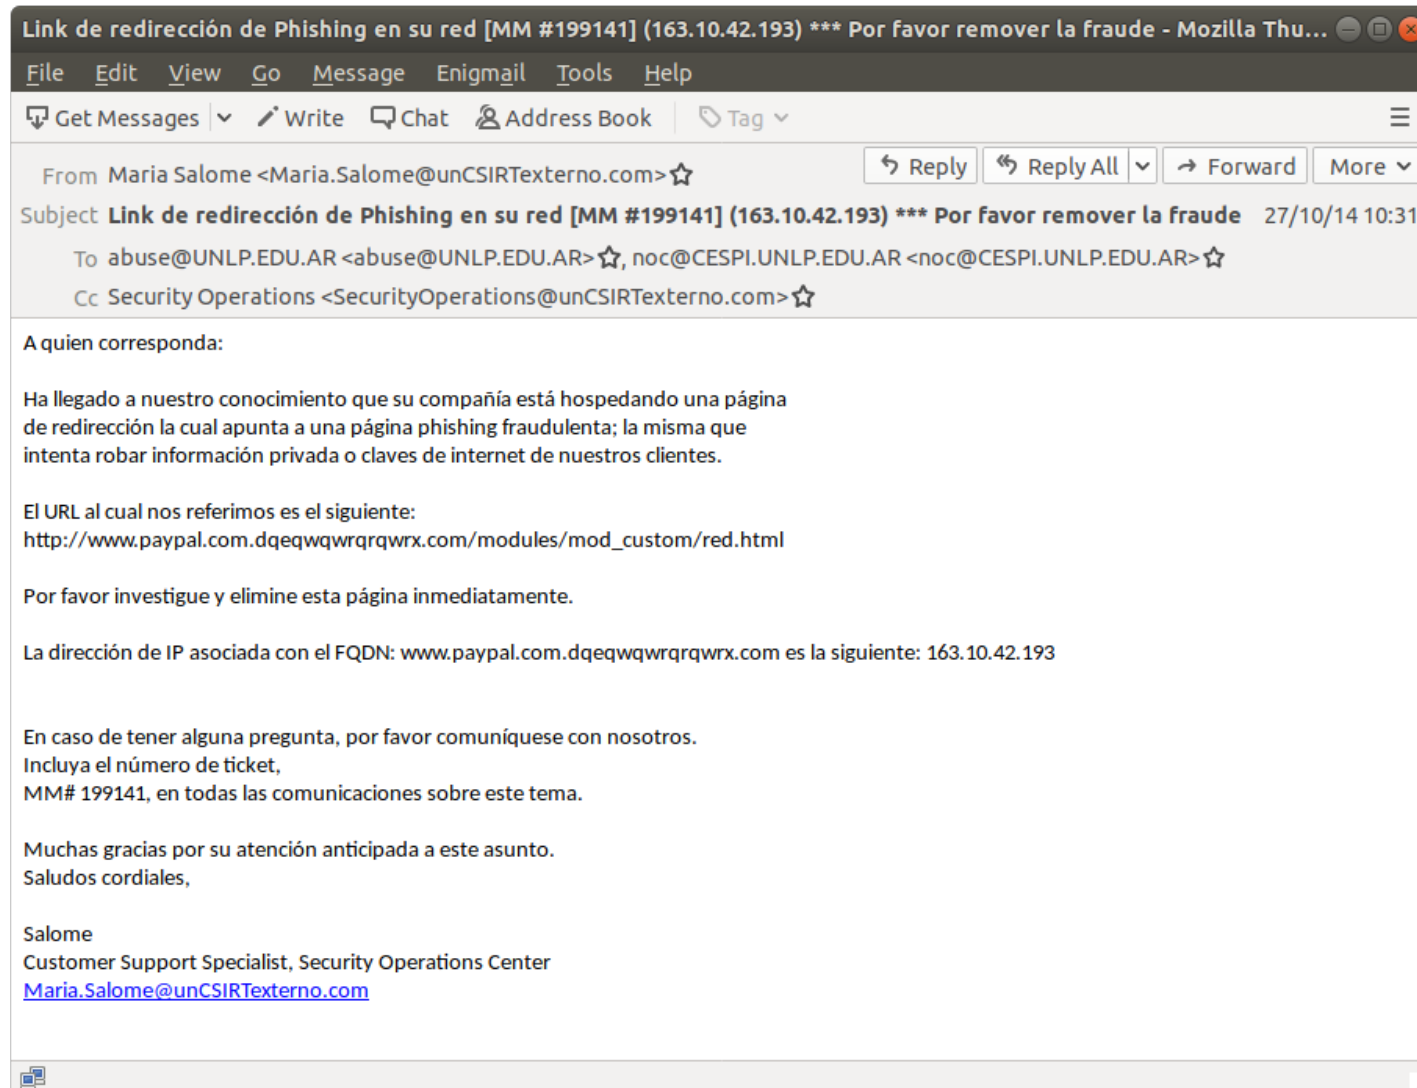 Link de redirección de Phishing en su red [MM #199141] (163.10.42.193) *** Por favor remover la fraude - Mozilla Thu...
File Edit View Go Message Enigmail Tools Help
Get Messages Write Chat Address Book Tag
From Maria Salome <Maria.Salome@unCSIRTexterno.com> Reply Reply All Forward More
Subject Link de redirección de Phishing en su red [MM #199141] (163.10.42.193) *** Por favor remover la fraude 27/10/14 10:31
To abuse@UNLP.EDU.AR <abuse@UNLP.EDU.AR>, noc@CESPI.UNLP.EDU.AR <noc@CESPI.UNLP.EDU.AR>
Cc Security Operations <SecurityOperations@unCSIRTexterno.com>
A quien corresponda:
Ha llegado a nuestro conocimiento que su compañía está hospedando una página
de redirección la cual apunta a una página phishing fraudulenta; la misma que
intenta robar información privada o claves de internet de nuestros clientes.
El URL al cual nos referimos es el siguiente:
http://www.paypal.com.dqeqwqwrqrqwrx.com/modules/mod_custom/red.html
Por favor investigue y elimine esta página inmediatamente.
La dirección de IP asociada con el FQDN: www.paypal.com.dqeqwqwrqrqwrx.com es la siguiente: 163.10.42.193
En caso de tener alguna pregunta, por favor comuníquese con nosotros.
Incluya el número de ticket,
MM# 199141, en todas las comunicaciones sobre este tema.
Muchas gracias por su atención anticipada a este asunto.
Saludos cordiales,
Salome
Customer Support Specialist, Security Operations Center
Maria.Salome@unCSIRTexterno.com